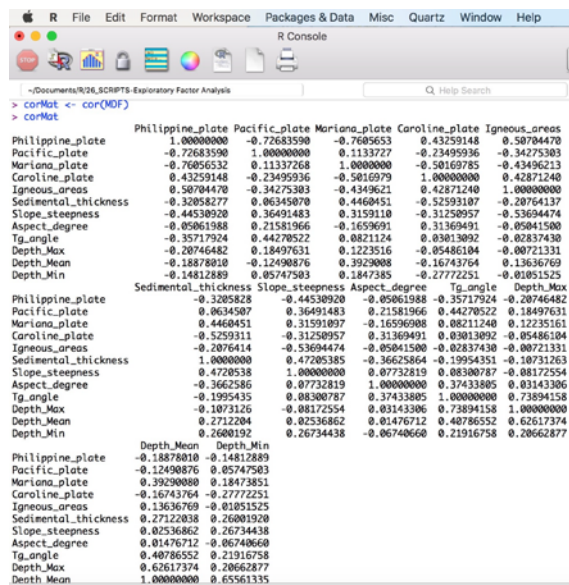 R File Edit Format Workspace Packages & Data Misc Quartz Window Help
R Console
STOP R
~/Documents/R/26_SCRIPTS-Exploratory Factor Analysis Help Search
> corMat <- cor(MDF)
> corMat
Philippine_plate Pacific_plate Mariana_plate Caroline_plate Igneous_areas
Philippine_plate 1.00000000 -0.72683590 -0.7605653 0.43259148 0.50704470
Pacific_plate -0.72683590 1.00000000 0.1133727 -0.23495936 -0.34275303
Mariana_plate -0.76056532 0.11337268 1.0000000 -0.50169785 -0.43496213
Caroline_plate 0.43259148 -0.23495936 -0.5016979 1.00000000 0.42871240
Igneous_areas 0.50704470 -0.34275303 -0.4349621 0.42871240 1.00000000
Sedimental_thickness -0.32058277 0.06345070 0.4460451 -0.52593107 -0.20764137
Slope_steepness -0.44530920 0.36491483 0.3159110 -0.31250957 -0.53694474
Aspect_degree -0.05061988 0.21581966 -0.1659691 0.31369491 -0.05041500
Tg_angle -0.35717924 0.44270522 0.0821124 0.03013092 -0.02837430
Depth_Max -0.20746482 0.18497631 0.1223516 -0.05486104 -0.00721331
Depth_Mean -0.18878010 -0.12490876 0.3929008 -0.16743764 0.13636769
Depth_Min -0.14812889 0.05747503 0.1847385 -0.27772251 -0.01051525
Sedimental_thickness Slope_steepness Aspect_degree Tg_angle Depth_Max
Philippine_plate -0.3205828 -0.44530920 -0.05061988 -0.35717924 -0.20746482
Pacific_plate 0.0634507 0.36491483 0.21581966 0.44270522 0.18497631
Mariana_plate 0.4460451 0.31591097 -0.16596908 0.08211240 0.12235161
Caroline_plate -0.5259311 -0.31250957 0.31369491 0.03013092 -0.05486104
Igneous_areas -0.2076414 -0.53694474 -0.05041500 -0.02837430 -0.00721331
Sedimental_thickness 1.0000000 0.47205385 -0.36625864 -0.19954351 -0.10731263
Slope_steepness 0.4720538 1.00000000 0.07732819 0.08300787 -0.08172554
Aspect_degree -0.3662586 0.07732819 1.00000000 0.37433805 0.03143306
Tg_angle -0.1995435 0.08300787 0.37433805 1.00000000 0.73894158
Depth_Max -0.1073126 -0.08172554 0.03143306 0.73894158 1.00000000
Depth_Mean 0.2712204 0.02536862 0.01476712 0.40786552 0.62617374
Depth_Min 0.2600192 0.26734438 -0.06740660 0.21916758 0.20662877
Depth_Mean Depth_Min
Philippine_plate -0.18878010 -0.14812889
Pacific_plate -0.12490876 0.05747503
Mariana_plate 0.39290080 0.18473851
Caroline_plate -0.16743764 -0.27772251
Igneous_areas 0.13636769 -0.01051525
Sedimental_thickness 0.27122038 0.26001920
Slope_steepness 0.02536862 0.26734438
Aspect_degree 0.01476712 -0.06740660
Tg_angle 0.40786552 0.21916758
Depth_Max 0.62617374 0.20662877
Depth_Mean 1.00000000 0.65561335